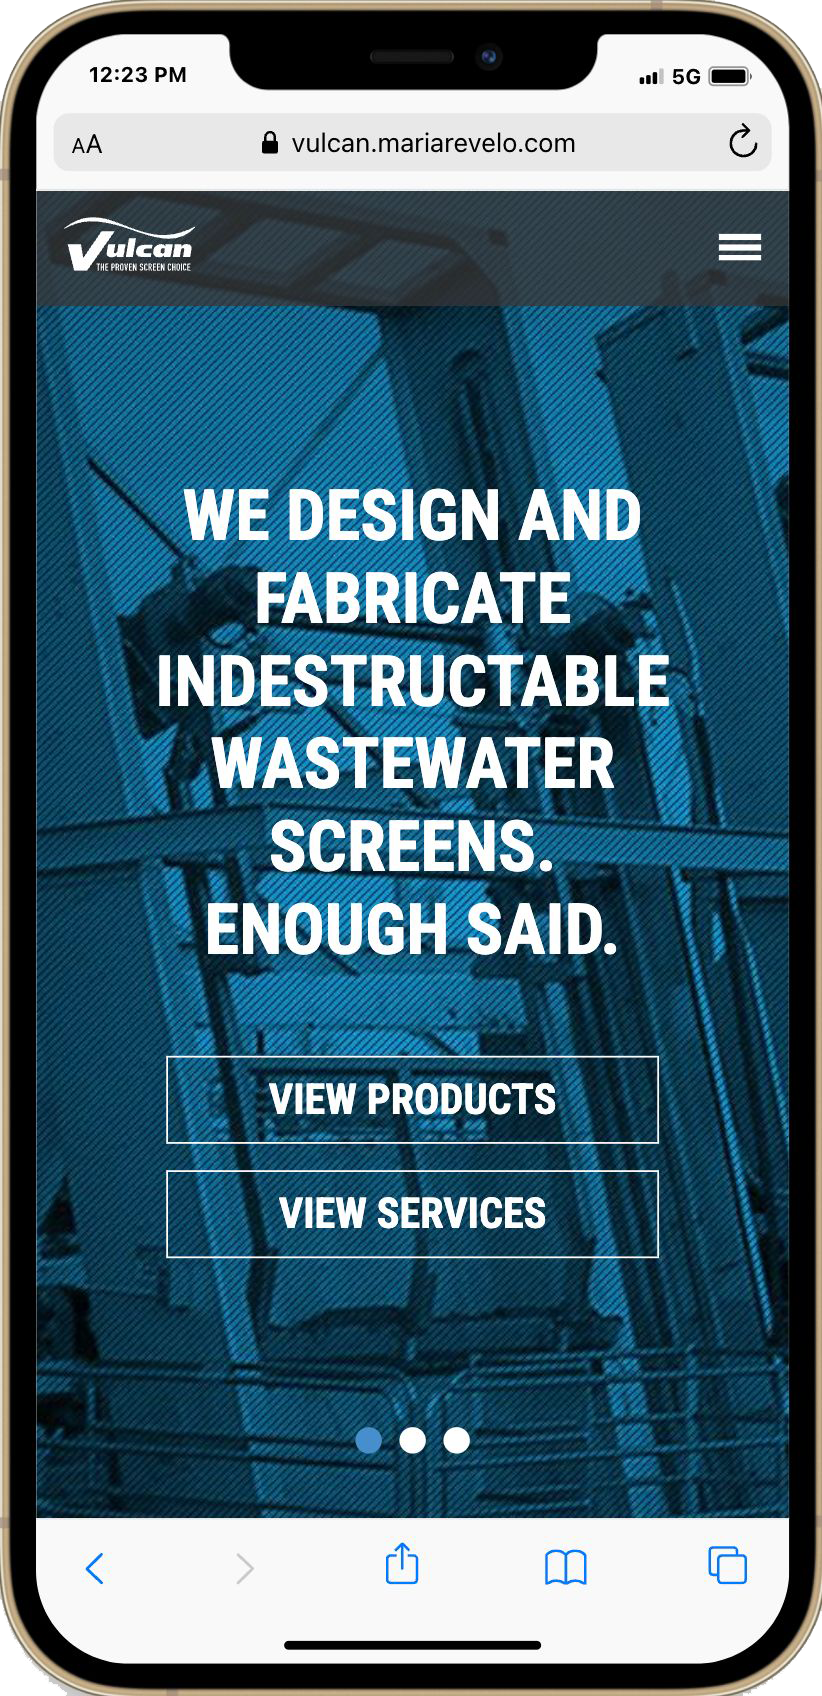 12:23 PM
5G
AA
vulcan.mariarevelo.com
Vulcan
THE PROVEN SCREEN CHOICE
WE DESIGN AND
FABRICATE
INDESTRUCTABLE
WASTEWATER
SCREENS.
ENOUGH SAID.
VIEW PRODUCTS
VIEW SERVICES